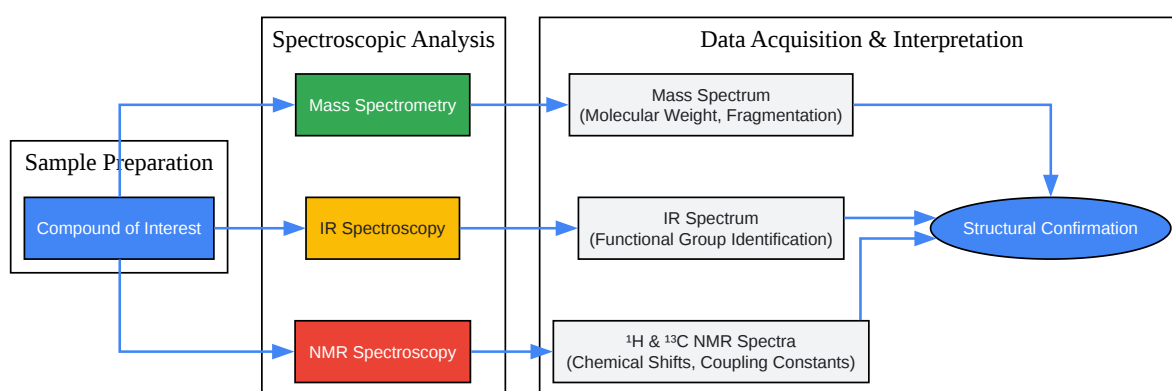 Spectroscopic Analysis
Data Acquisition & Interpretation
Mass Spectrometry
Mass Spectrum
(Molecular Weight, Fragmentation)
Sample Preparation
Compound of Interest
IR Spectroscopy
IR Spectrum
(Functional Group Identification)
Structural Confirmation
NMR Spectroscopy
¹H & ¹³C NMR Spectra
(Chemical Shifts, Coupling Constants)